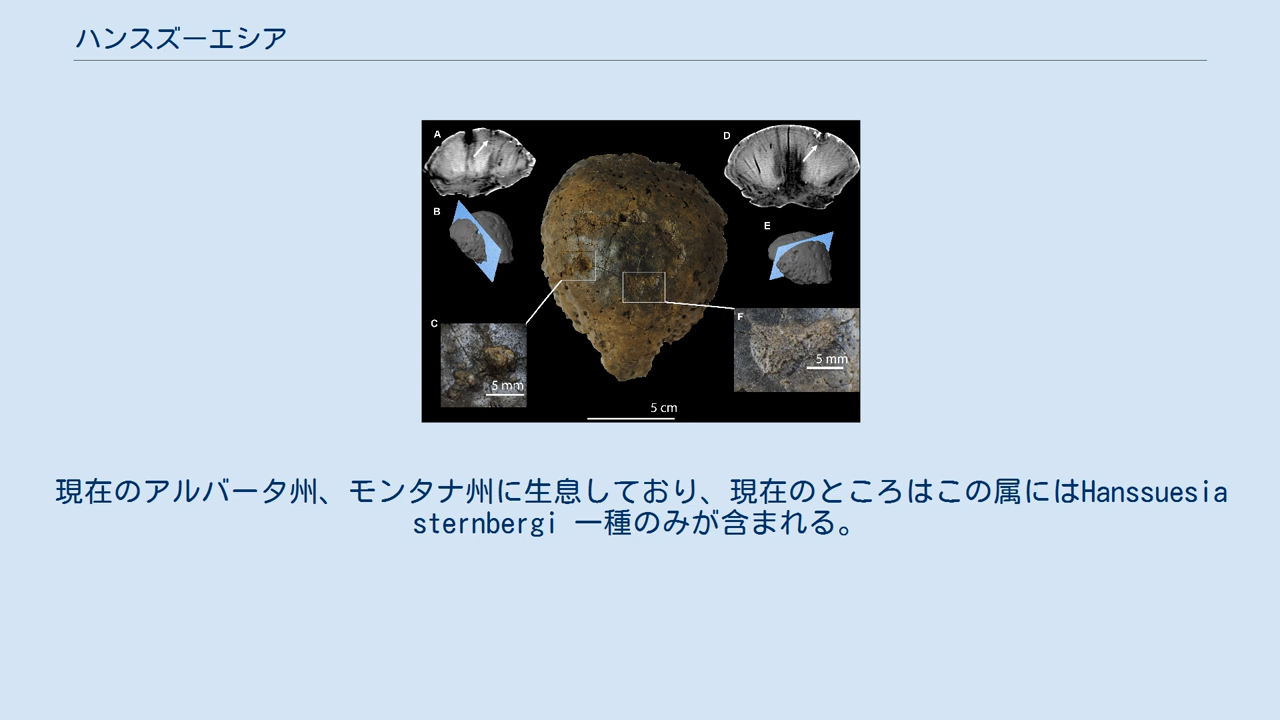 ハンスズーエシア
A
D
B
E
C
F
5 mm
5 mm
5 cm
現在のアルバータ州、モンタナ州に生息しており、現在のところはこの属にはHanssuesia
sternbergi 一種のみが含まれる。